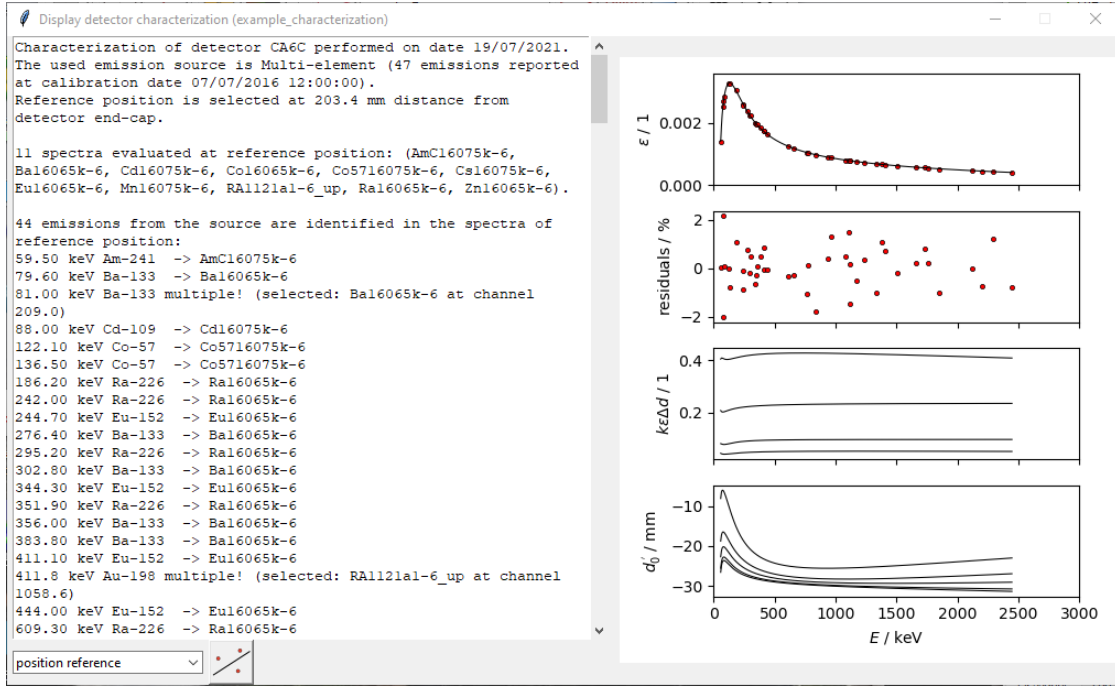 Display detector characterization (example_characterization)
Characterization of detector CA6C performed on date 19/07/2021.
The used emission source is Multi-element (47 emissions reported
at calibration date 07/07/2016 12:00:00).
Reference position is selected at 203.4 mm distance from
detector end-cap.
11 spectra evaluated at reference position: (AmC16075k-6,
Ba16065k-6, Cd16075k-6, Co16065k-6, Co5716075k-6, Cs16075k-6,
Eu16065k-6, Mn16075k-6, RA1121a1-6_up, Ra16065k-6, Zn16065k-6).
44 emissions from the source are identified in the spectra of
reference position:
59.50 keV Am-241 -> AmC16075k-6
79.60 keV Ba-133 -> Ba16065k-6
81.00 keV Ba-133 multiple! (selected: Ba16065k-6 at channel
209.0)
88.00 keV Cd-109 -> Cd16075k-6
122.10 keV Co-57 -> Co5716075k-6
136.50 keV Co-57 -> Co5716075k-6
186.20 keV Ra-226 -> Ra16065k-6
242.00 keV Ra-226 -> Ra16065k-6
244.70 keV Eu-152 -> Eu16065k-6
276.40 keV Ba-133 -> Ba16065k-6
295.20 keV Ra-226 -> Ra16065k-6
302.80 keV Ba-133 -> Ba16065k-6
344.30 keV Eu-152 -> Eu16065k-6
351.90 keV Ra-226 -> Ra16065k-6
356.00 keV Ba-133 -> Ba16065k-6
383.80 keV Ba-133 -> Ba16065k-6
411.10 keV Eu-152 -> Eu16065k-6
411.8 keV Au-198 multiple! (selected: RA1121a1-6_up at channel
1058.6)
444.00 keV Eu-152 -> Eu16065k-6
609.30 keV Ra-226 -> Ra16065k-6
position reference
ε / 1
0.002
0.000
residuals / %
2
0
−2
kεΔd / 1
0.4
0.2
d′₀ / mm
−10
−20
−30
0 500 1000 1500 2000 2500 3000
E / keV